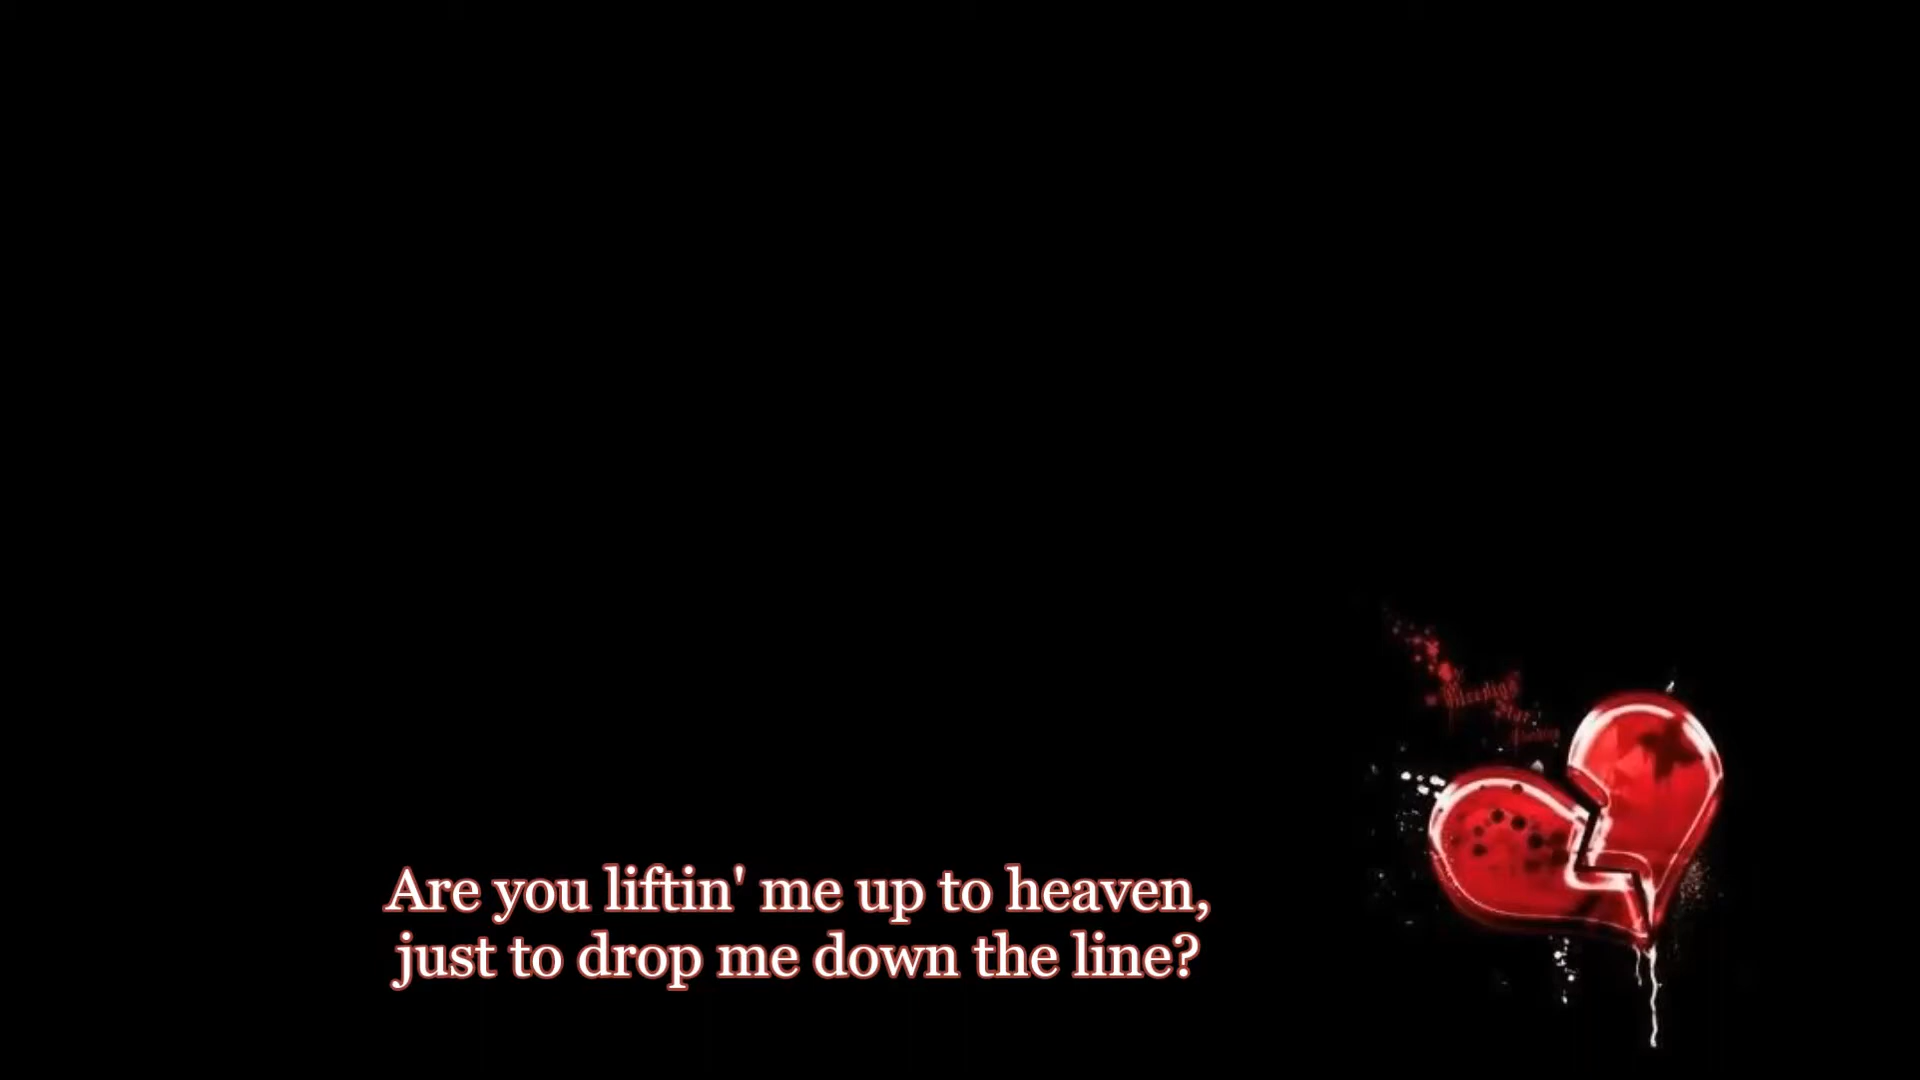 Are you liftin' me up to heaven,
just to drop me down the line?